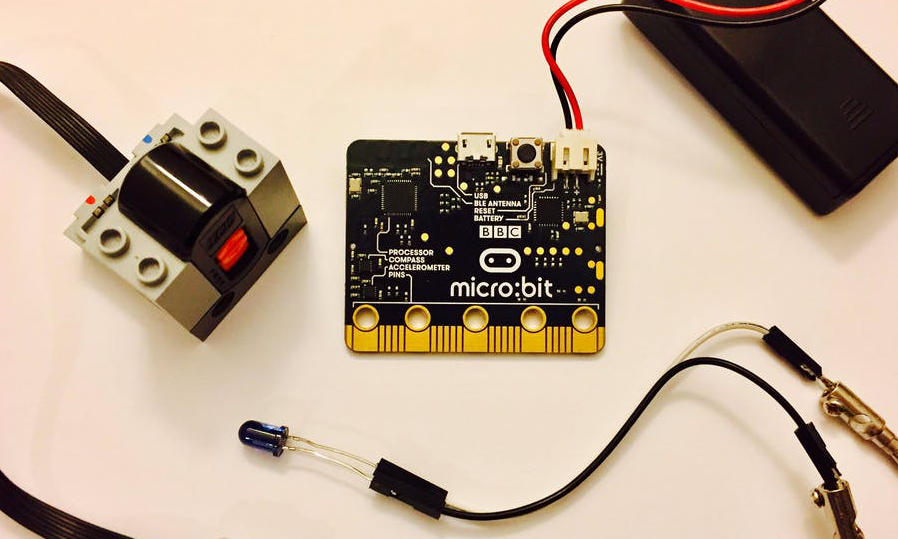 USB
BLE ANTENNA
RESET
BATTERY
BBC
PROCESSOR
COMPASS
ACCELEROMETER
PINS
micro:bit